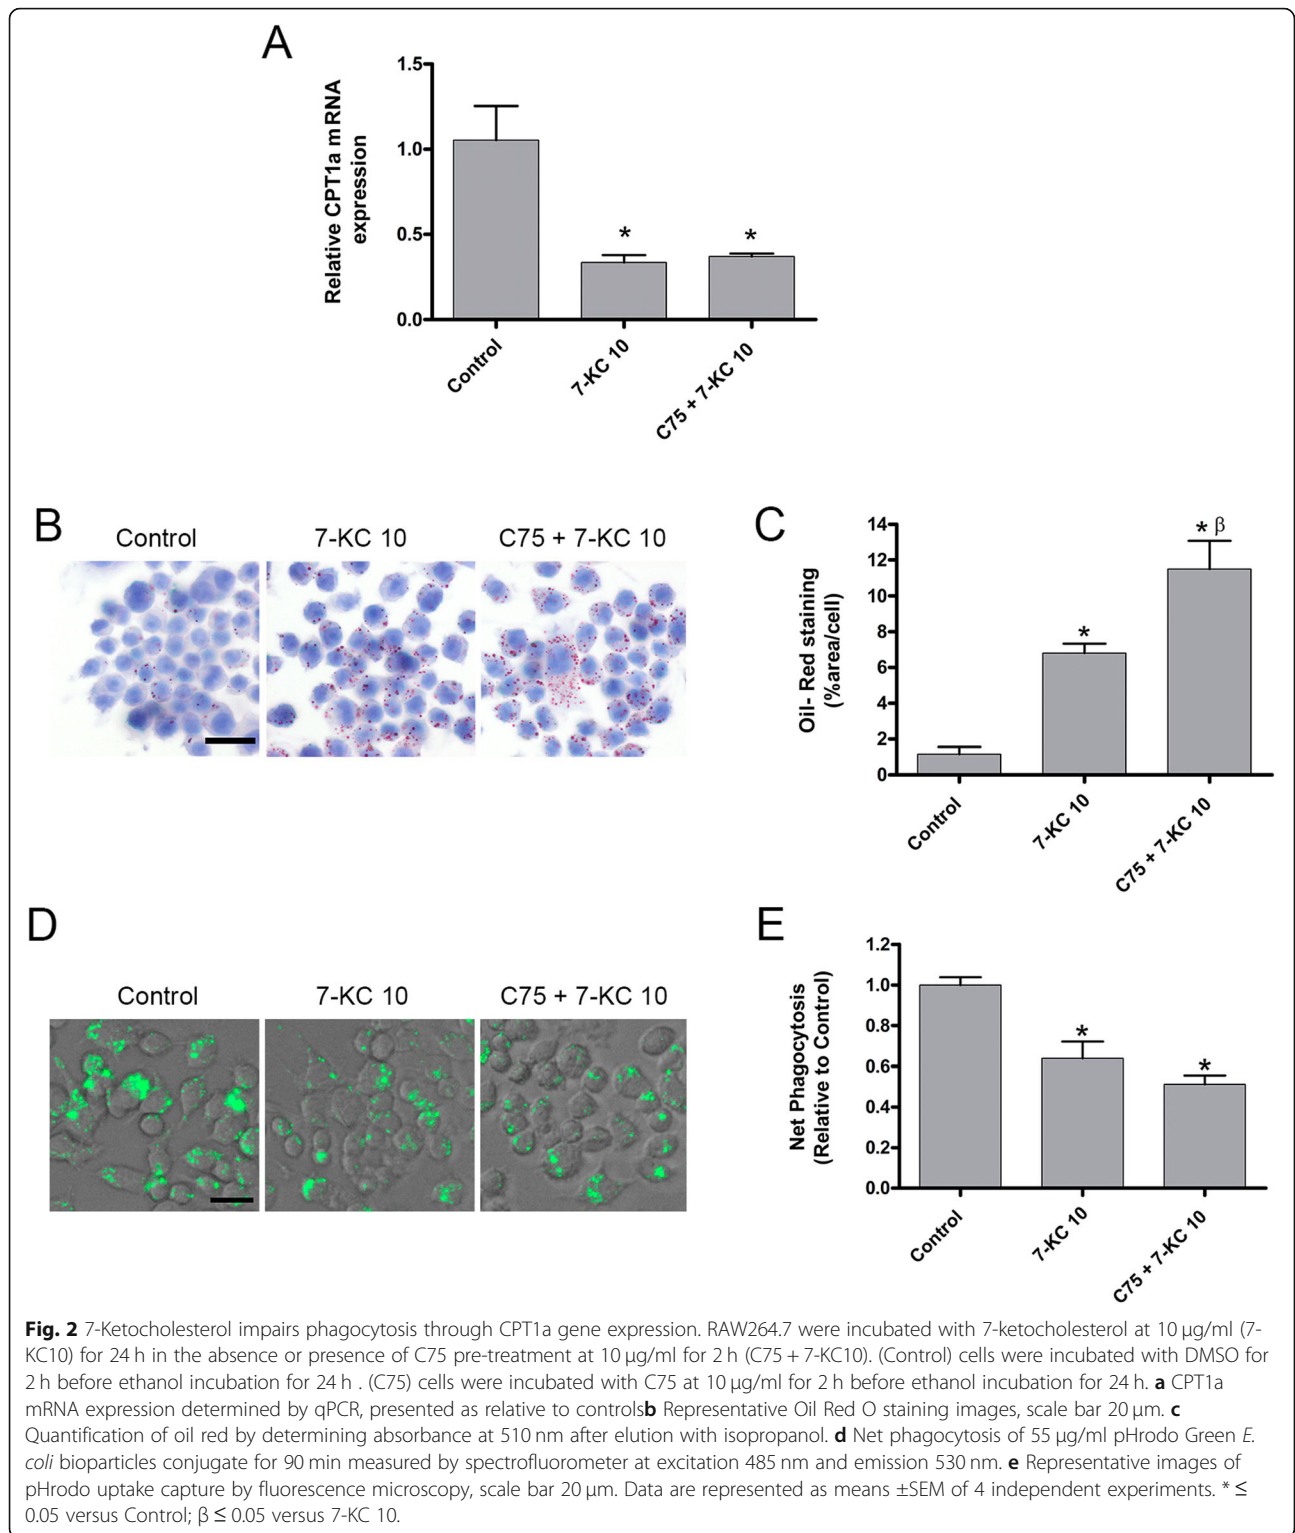 A
Relative CPT1a mRNA
expression
1.5
1.0
0.5
0.0
*
*
Control
7-KC 10
C75 + 7-KC 10
B
Control
7-KC 10
C75 + 7-KC 10
C
Oil- Red staining
(%area/cell)
14
12
10
8
6
4
2
0
*
* β
Control
7-KC 10
C75 + 7-KC 10
D
Control
7-KC 10
C75 + 7-KC 10
E
Net Phagocytosis
(Relative to Control)
1.2
1.0
0.8
0.6
0.4
0.2
0.0
*
*
Control
7-KC 10
C75 + 7-KC 10
Fig. 2 7-Ketocholesterol impairs phagocytosis through CPT1a gene expression. RAW264.7 were incubated with 7-ketocholesterol at 10 μg/ml (7-
KC10) for 24 h in the absence or presence of C75 pre-treatment at 10 μg/ml for 2 h (C75 + 7-KC10). (Control) cells were incubated with DMSO for
2 h before ethanol incubation for 24 h . (C75) cells were incubated with C75 at 10 μg/ml for 2 h before ethanol incubation for 24 h. a CPT1a
mRNA expression determined by qPCR, presented as relative to controlsb Representative Oil Red O staining images, scale bar 20 μm. c
Quantification of oil red by determining absorbance at 510 nm after elution with isopropanol. d Net phagocytosis of 55 μg/ml pHrodo Green E.
coli bioparticles conjugate for 90 min measured by spectrofluorometer at excitation 485 nm and emission 530 nm. e Representative images of
pHrodo uptake capture by fluorescence microscopy, scale bar 20 μm. Data are represented as means ±SEM of 4 independent experiments. * ≤
0.05 versus Control; β ≤ 0.05 versus 7-KC 10.